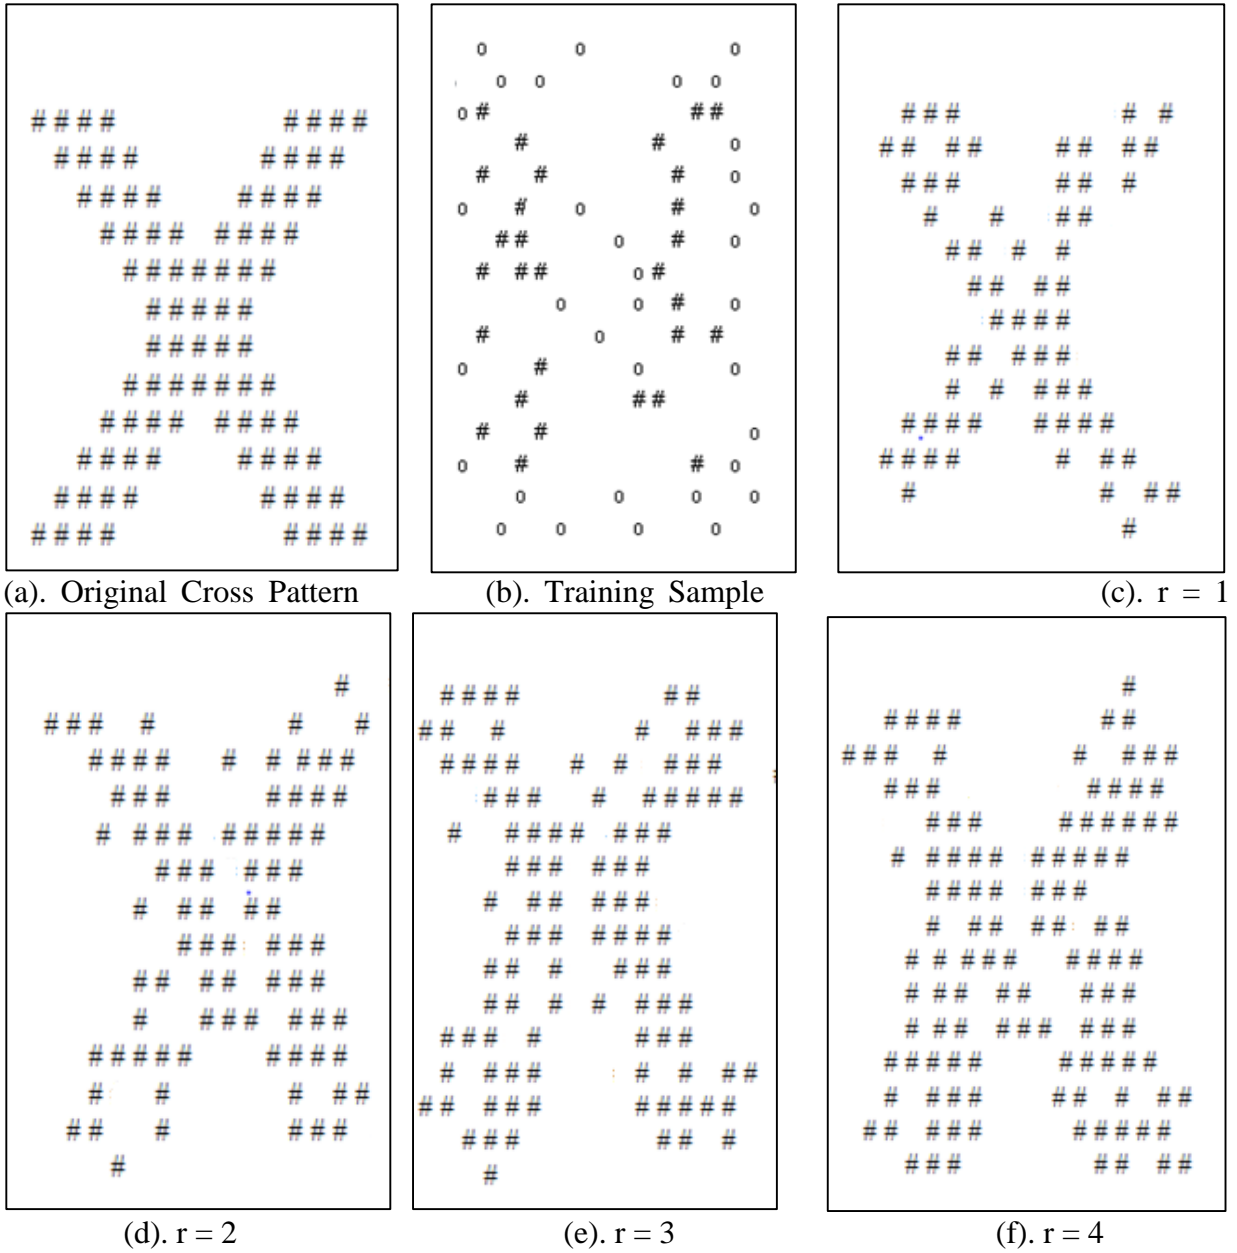 (a). Original Cross Pattern
(b). Training Sample
(c). r = 1
(d). r = 2
(e). r = 3
(f). r = 4